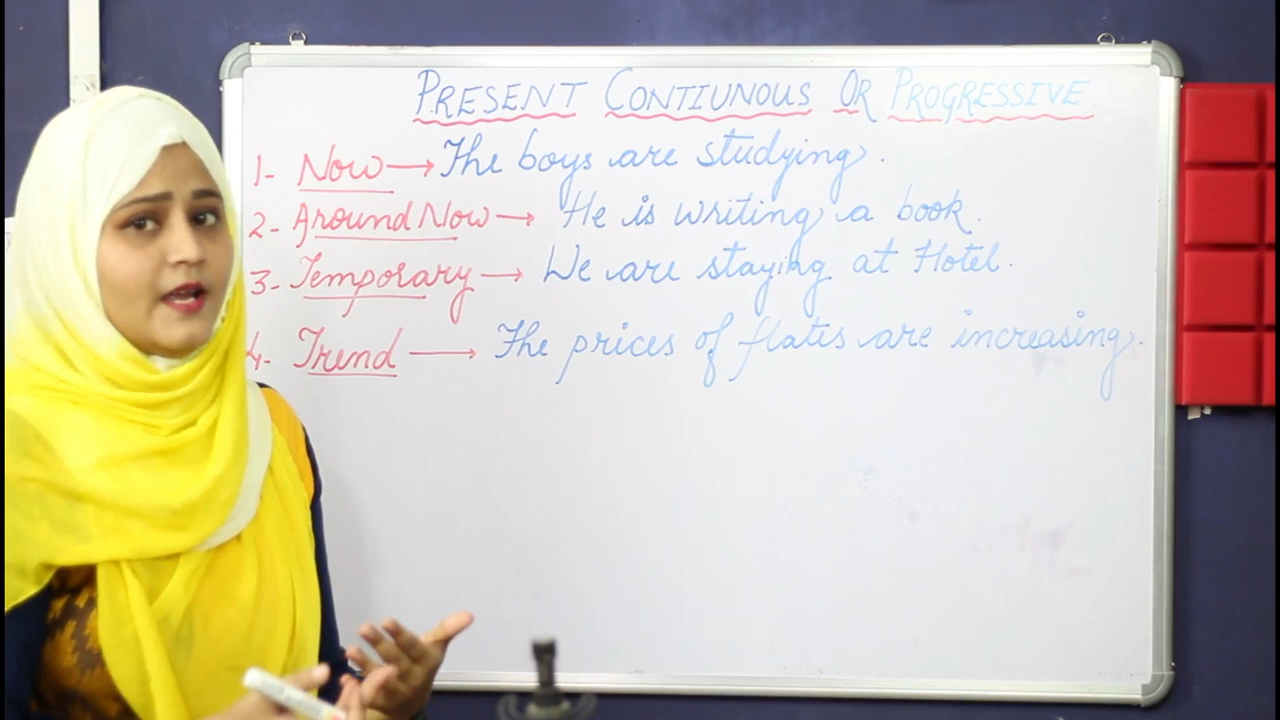 PRESENT CONTIUNOUS OR PROGRESSIVE
1- Now → The boys are studying.
2- Around Now → He is writing a book.
3- Temporary → We are staying at Hotel.
4- Trend → The prices of flates are increasing.